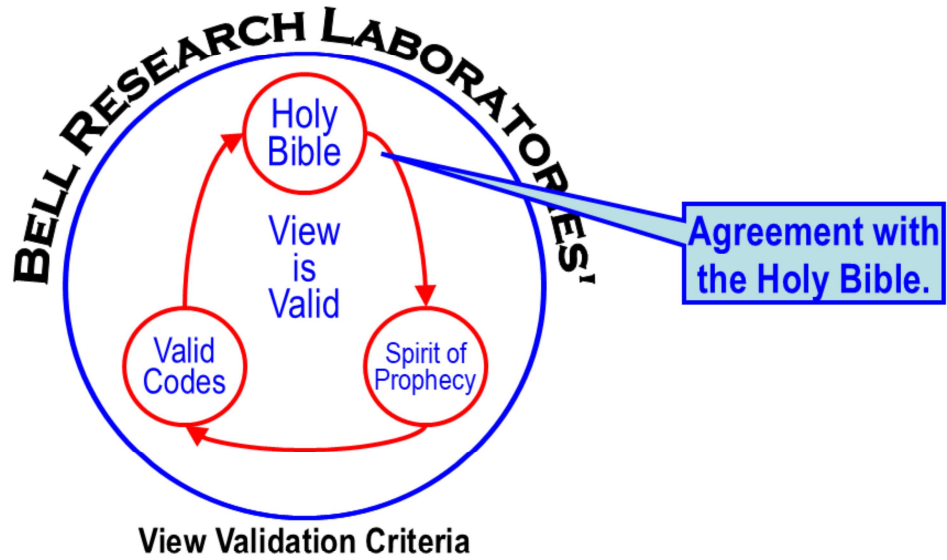 BELL RESEARCH LABORATORIES'
Holy
Bible
View
is
Valid
Agreement with
the Holy Bible.
Valid
Codes
Spirit of
Prophecy
View Validation Criteria